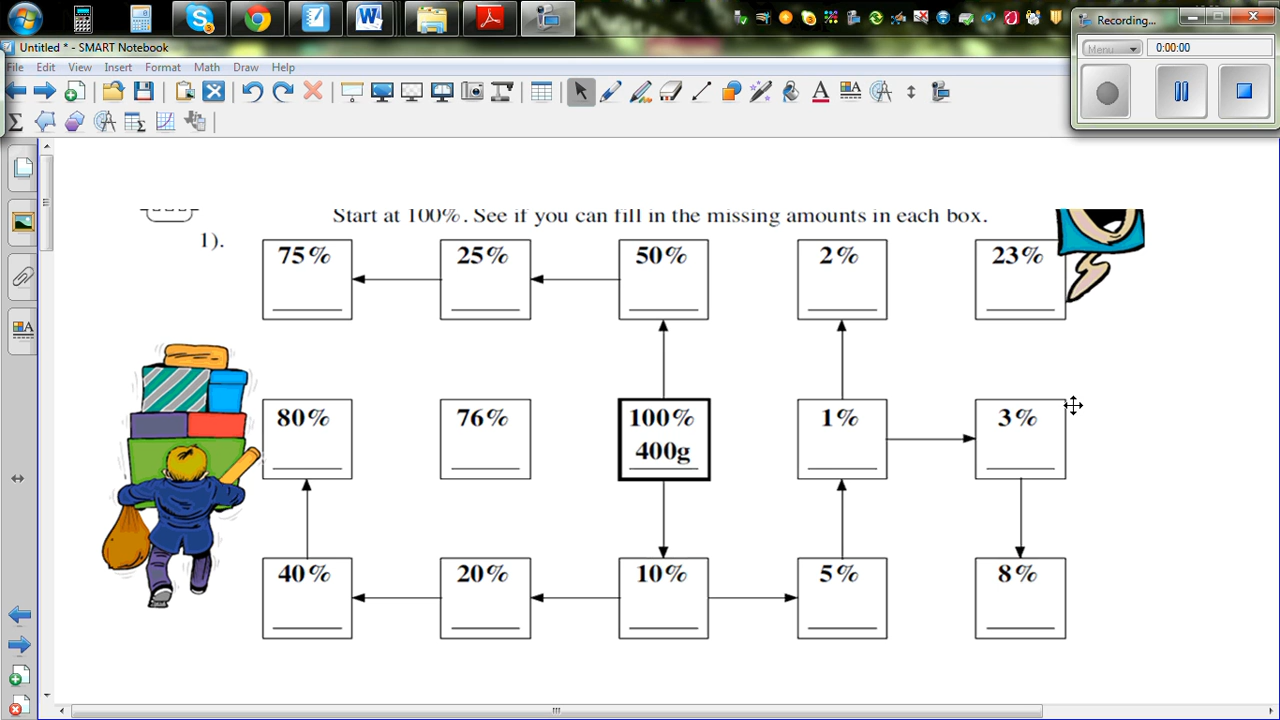 Recording...
Untitled * - SMART Notebook
Menu
0:00:00
File Edit View Insert Format Math Draw Help
Start at 100%. See if you can fill in the missing amounts in each box.
1).
75% 25% 50% 2% 23%
80% 76% 100% 1% 3%
400g
40% 20% 10% 5% 8%